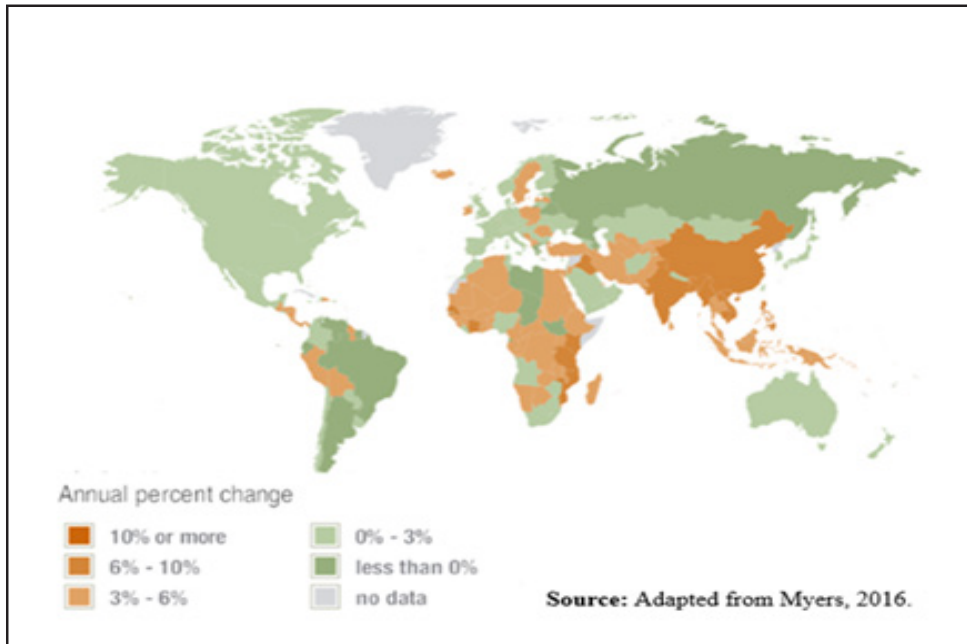 Annual percent change
10% or more
6% - 10%
3% - 6%
0% - 3%
less than 0%
no data
Source: Adapted from Myers, 2016.